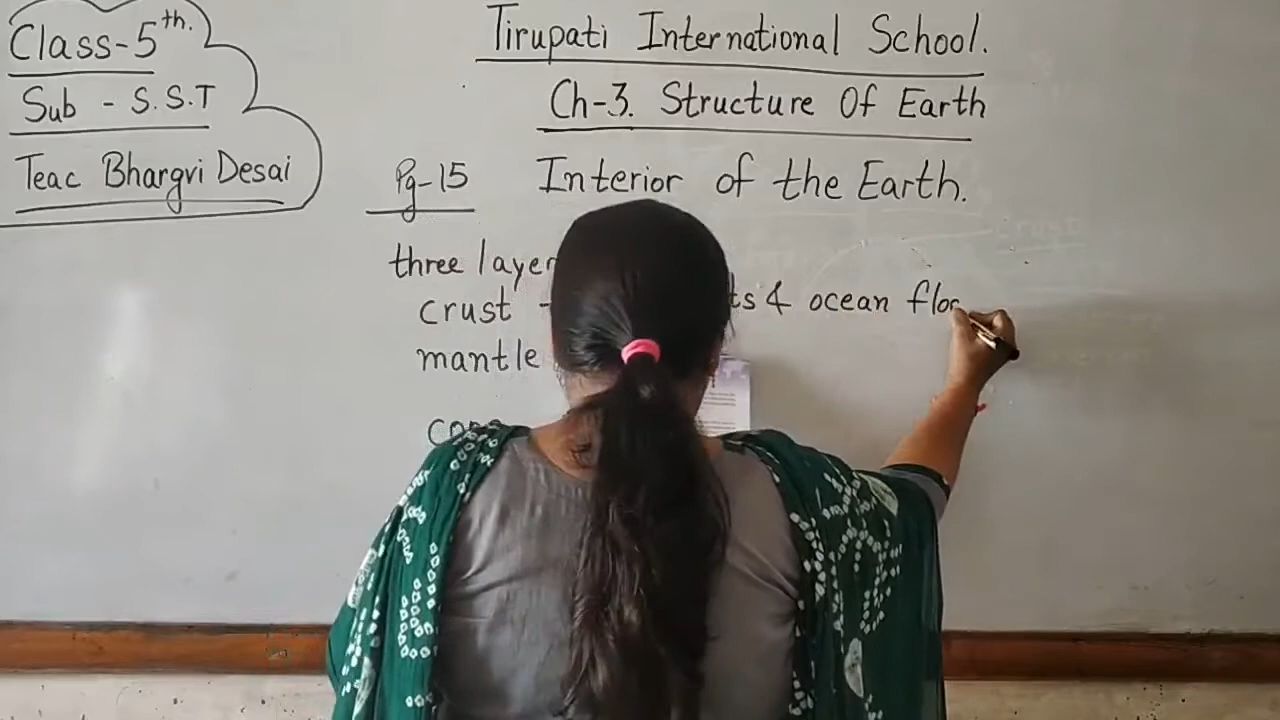 Class-5th.
Sub - S.S.T
Teac Bhargvi Desai
Tirupati International School.
Ch-3. Structure Of Earth
Pg-15 Interior of the Earth.
three layer
crust - ts & ocean floo
mantle